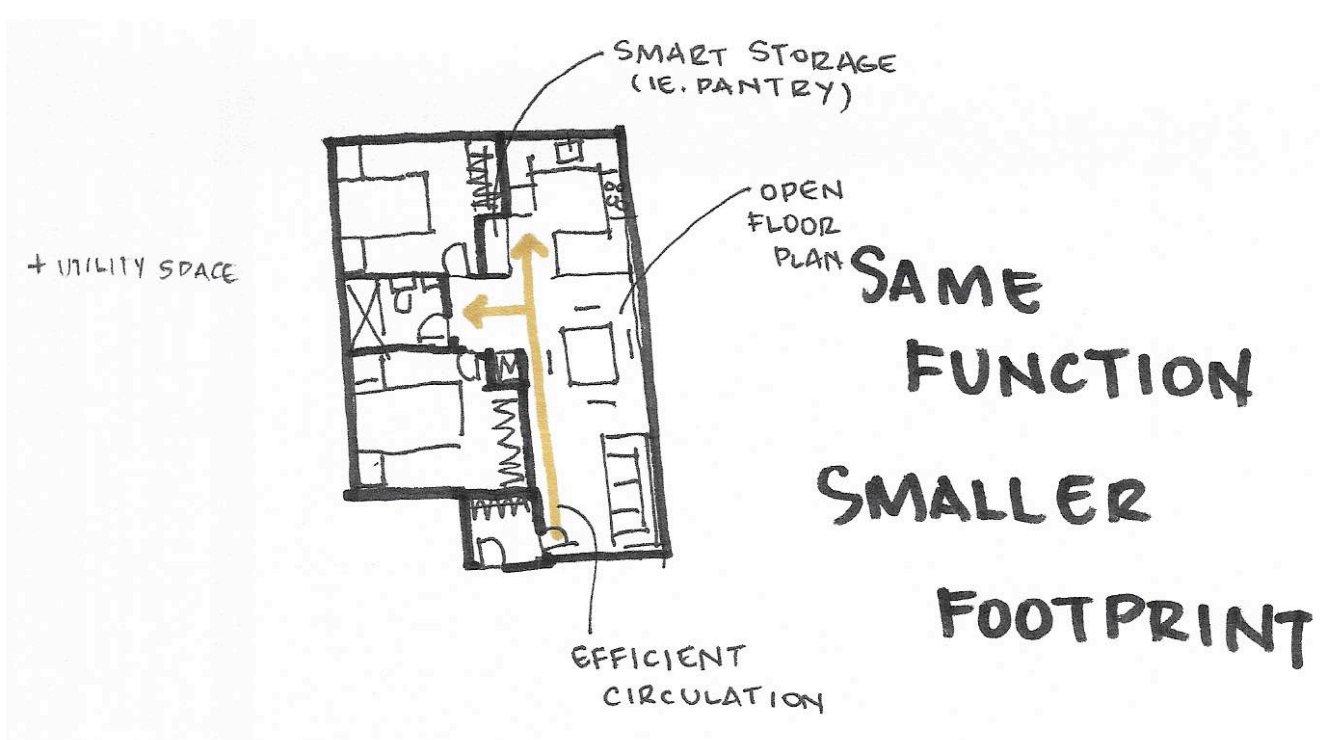 SMART STORAGE
(IE. PANTRY)
OPEN
FLOOR
PLAN
+ UTILITY SPACE
SAME
FUNCTION
SMALLER
FOOTPRINT
EFFICIENT
CIRCULATION